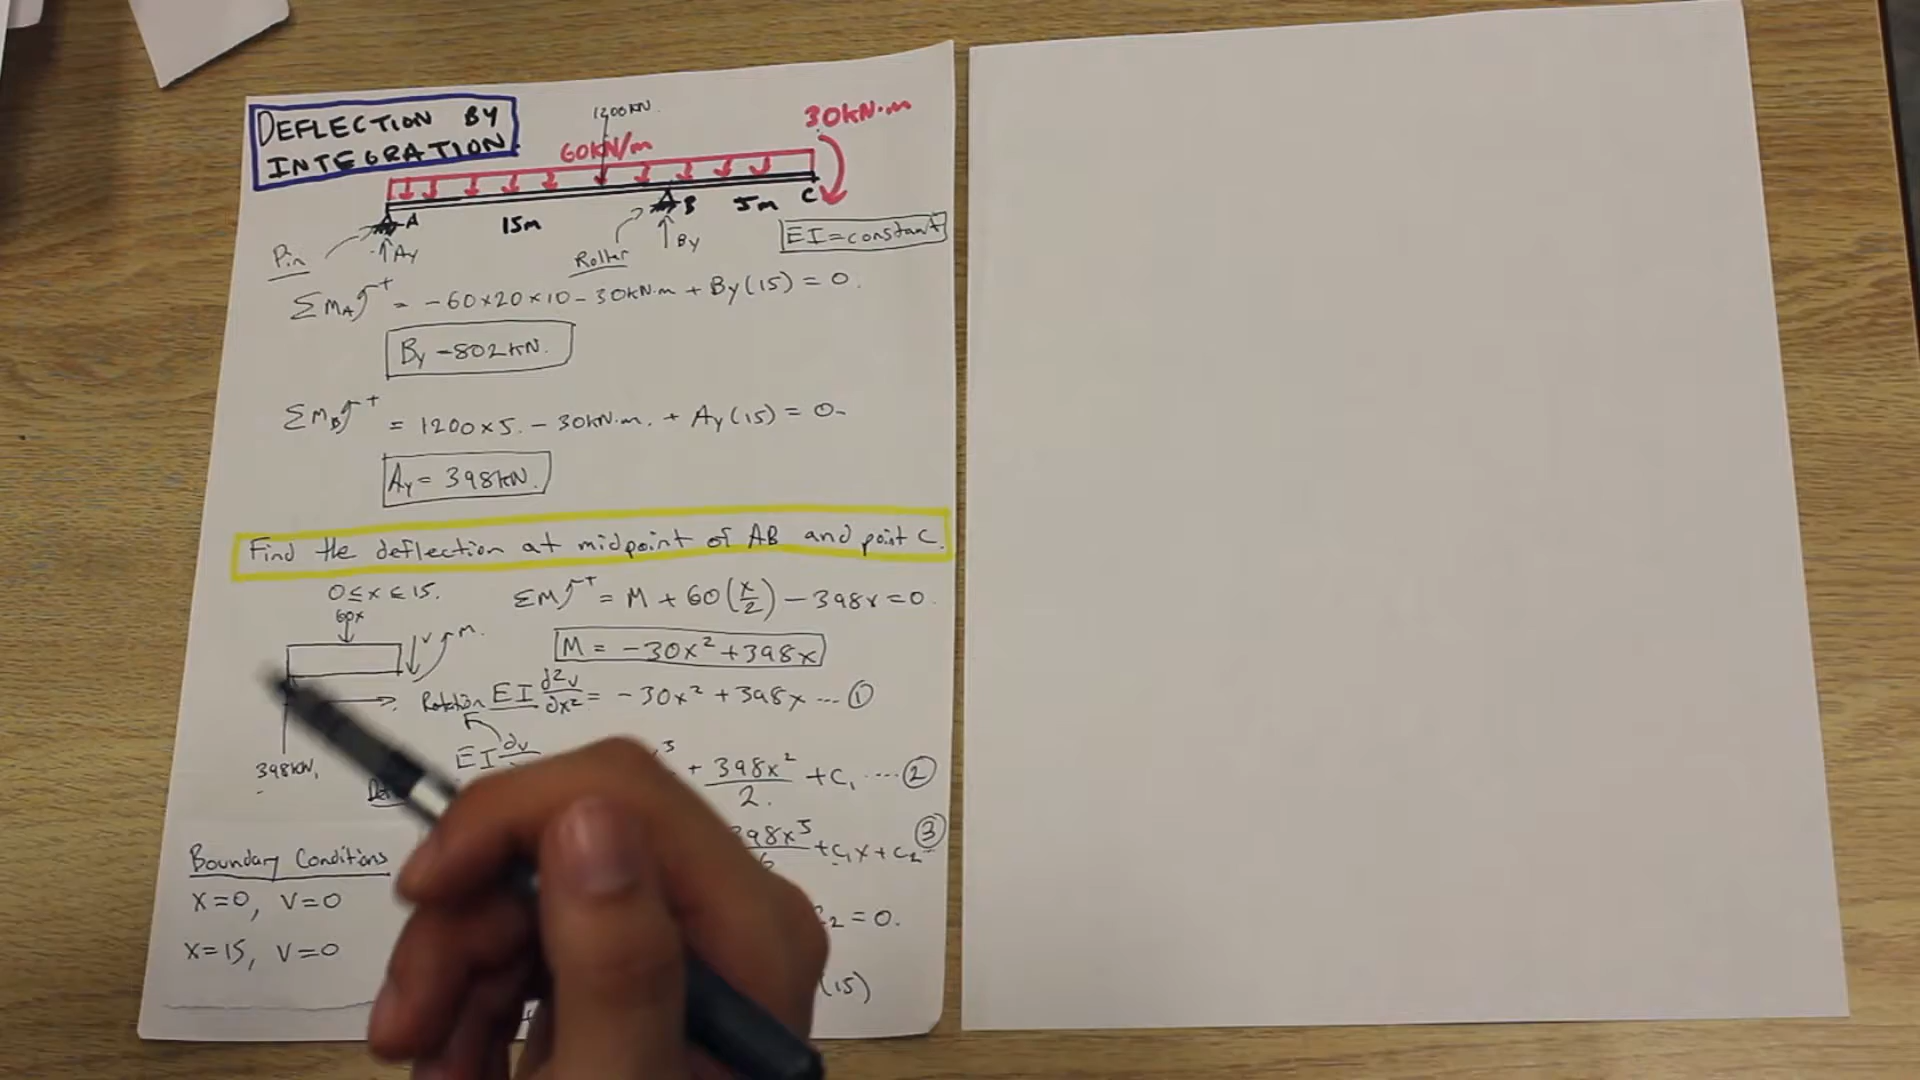 DEFLECTION BY
INTEGRATION.
1200KN.
30kN·m
60kN/m
A
15m
B
5m
C
EI=constant
Pin
Ay
Roller
By
ΣMA + = -60×20×10 - 30kN·m + By(15) = 0.
By = 802kN.
ΣMB + = 1200×5. - 30kN·m. + Ay(15) = 0
Ay = 398kN.
Find the deflection at midpoint of AB and point C.
0≤x≤15.
60x
V
M.
398kN,
ΣM + = M + 60(x/2) - 398x = 0.
M = -30x² + 398x
Rotation EI d²v/dx² = -30x² + 398x ... ①
EI dv
+ 398x²/2. + C₁ .... ②
98x³ + C₁x + C₂ ③
Boundary Conditions
x=0, V=0
x=15, V=0
₂ = 0.
(15)